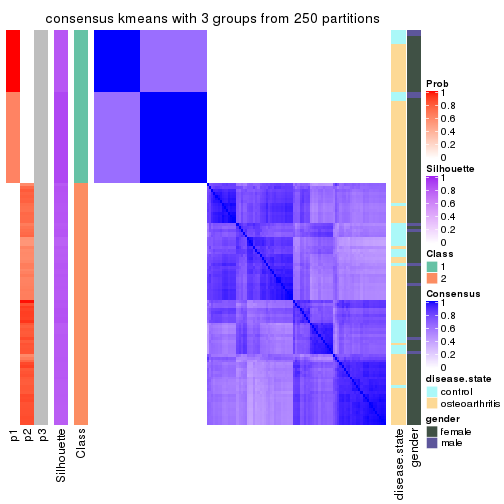 consensus kmeans with 3 groups from 250 partitions
Prob
1
0.8
0.6
0.4
0.2
0
Silhouette
1
0.8
0.6
0.4
0.2
0
Class
1
2
Consensus
1
0.8
0.6
0.4
0.2
0
disease.state
control
osteoarthritis
gender
female
male
p1
p2
p3
Silhouette
Class
disease.state
gender